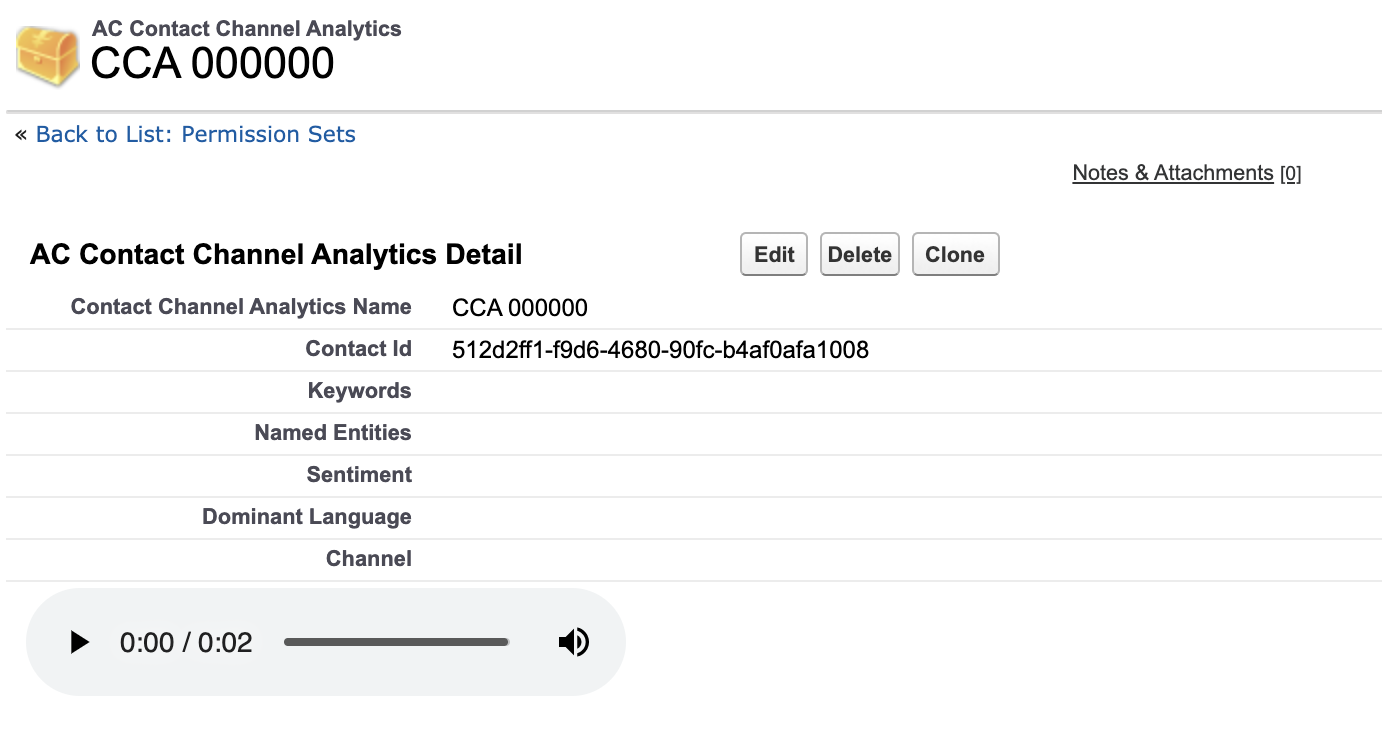 AC Contact Channel Analytics
CCA 000000
« Back to List: Permission Sets
Notes & Attachments [0]
AC Contact Channel Analytics Detail
Edit
Delete
Clone
Contact Channel Analytics Name CCA 000000
Contact Id 512d2ff1-f9d6-4680-90fc-b4af0afa1008
Keywords
Named Entities
Sentiment
Dominant Language
Channel
0:00 / 0:02